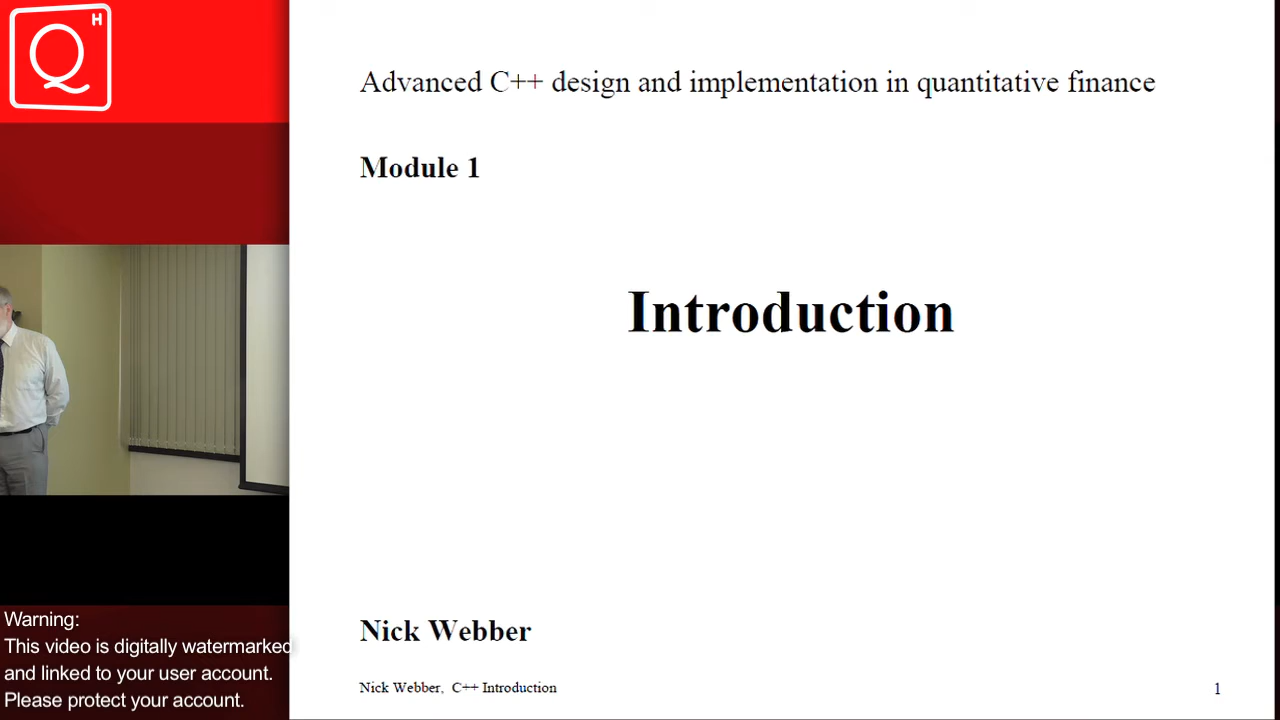 Q H
Advanced C++ design and implementation in quantitative finance
Module 1
Introduction
Nick Webber
Nick Webber, C++ Introduction
1
Warning:
This video is digitally watermarked
and linked to your user account.
Please protect your account.